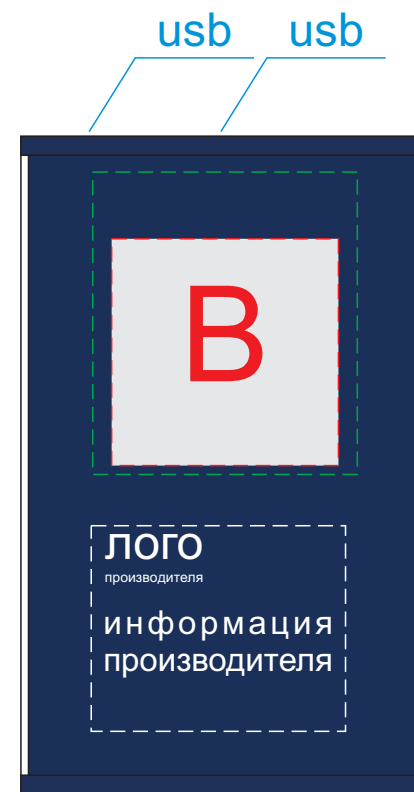 usb usb
B
лого
производителя
информация
производителя